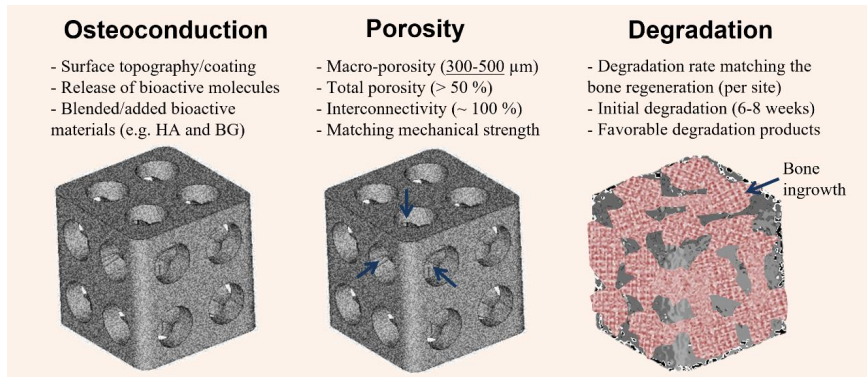 Osteoconduction
- Surface topography/coating
- Release of bioactive molecules
- Blended/added bioactive
materials (e.g. HA and BG)
Porosity
- Macro-porosity (300-500 µm)
- Total porosity (> 50 %)
- Interconnectivity (~ 100 %)
- Matching mechanical strength
Degradation
- Degradation rate matching the
bone regeneration (per site)
- Initial degradation (6-8 weeks)
- Favorable degradation products
Bone
ingrowth